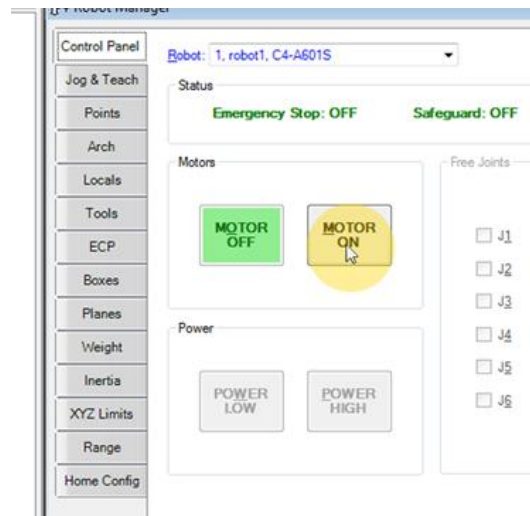 Robot Manager
Control Panel
Jog & Teach
Points
Arch
Locals
Tools
ECP
Boxes
Planes
Weight
Inertia
XYZ Limits
Range
Home Config
Robot: 1, robot1, C4-A601S
Status
Emergency Stop: OFF
Safeguard: OFF
Motors
MOTOR
OFF
MOTOR
ON
Free Joints
J1
J2
J3
J4
J5
J6
Power
POWER
LOW
POWER
HIGH